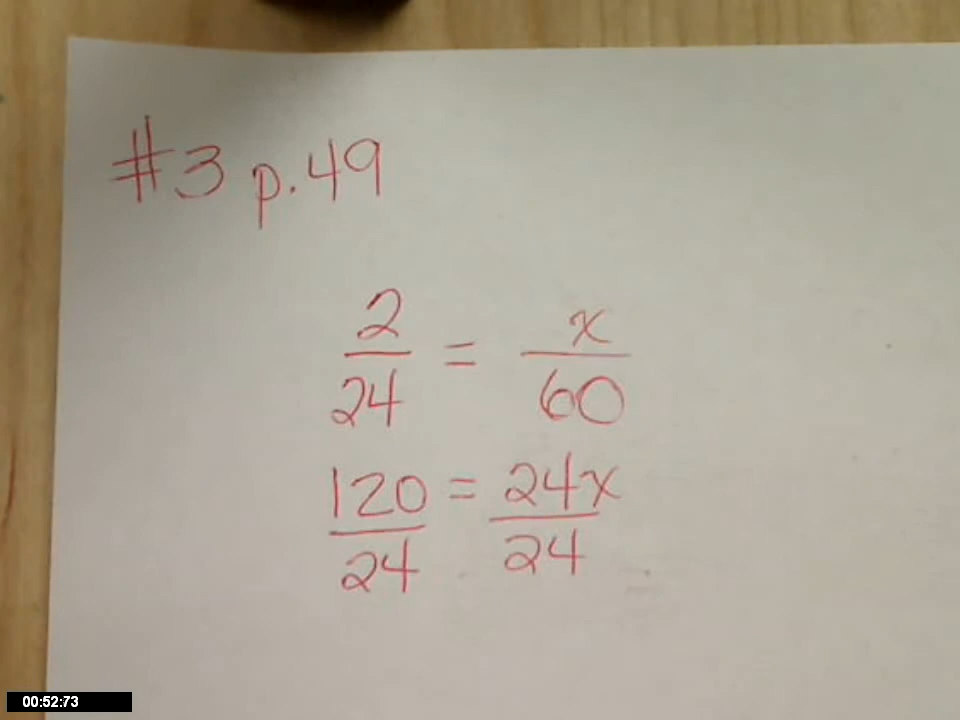 #3 p.49
2/24 = x/60
120/24 = 24x/24
00:52:73